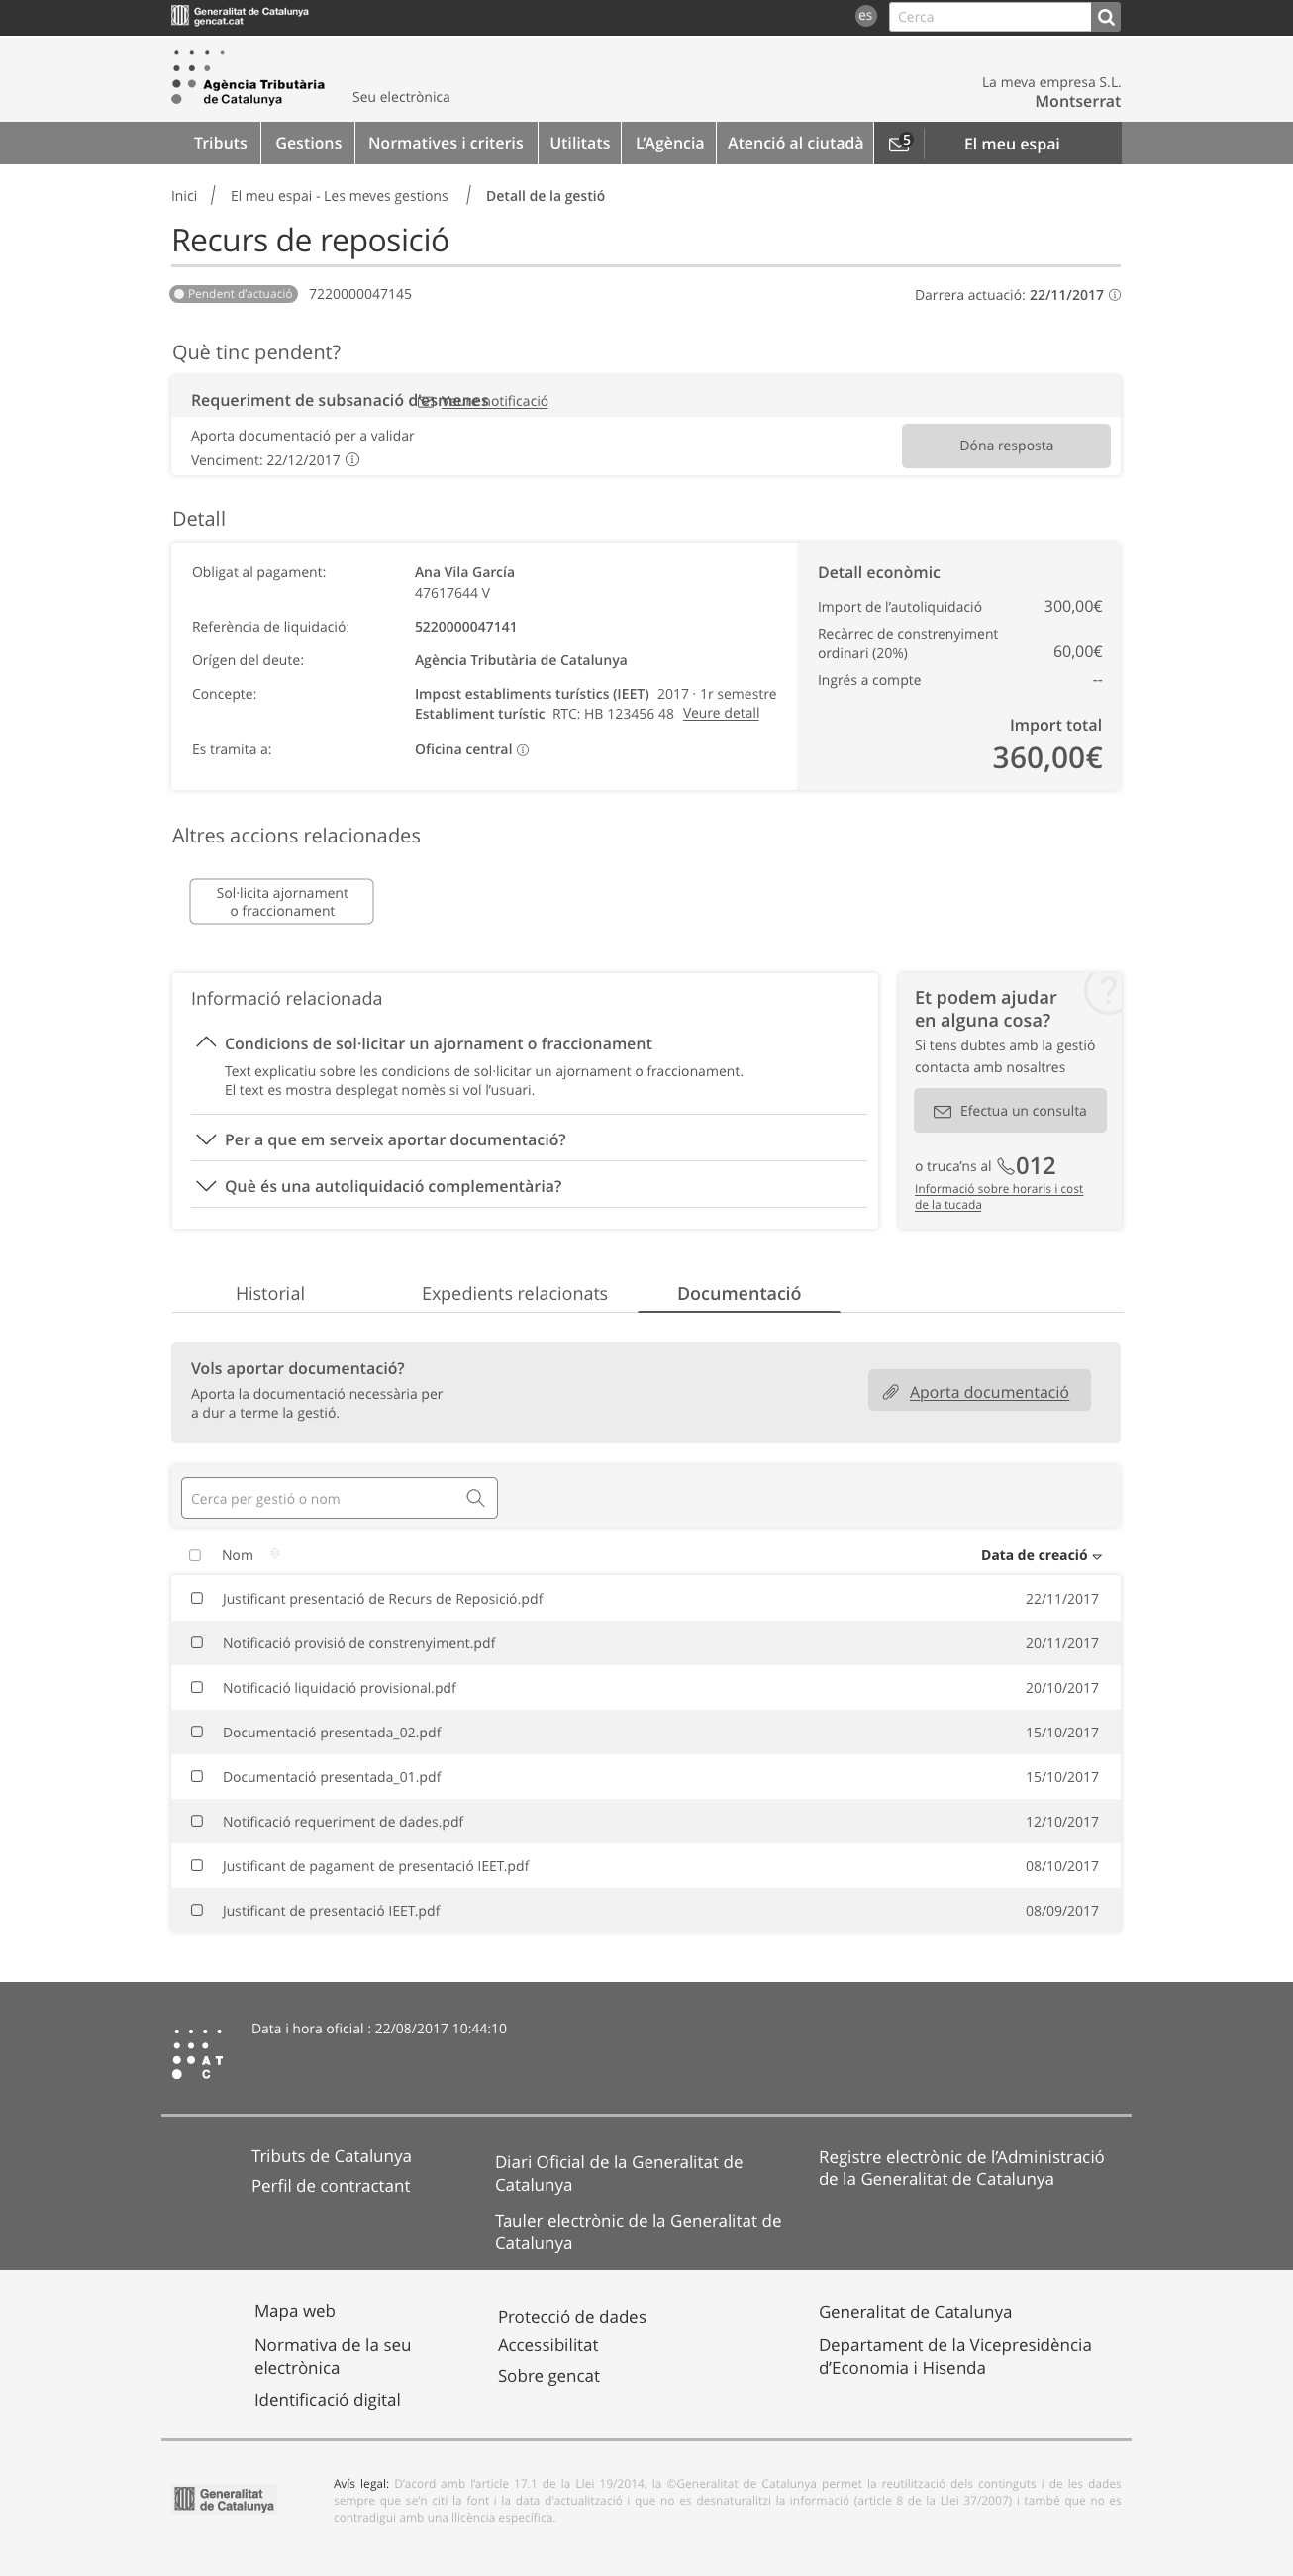 Generalitat de Catalunya
gencat.cat
es
Cerca
Agència Tributària
de Catalunya
Seu electrònica
La meva empresa S.L.
Montserrat
Tributs
Gestions
Normatives i criteris
Utilitats
L’Agència
Atenció al ciutadà
5
El meu espai
Inici / El meu espai - Les meves gestions / Detall de la gestió
Recurs de reposició
Pendent d’actuació
7220000047145
Darrera actuació: 22/11/2017
Què tinc pendent?
Requeriment de subsanació d’esmenes
Veure notificació
Aporta documentació per a validar
Venciment: 22/12/2017
Dóna resposta
Detall
Obligat al pagament:
Ana Vila García
47617644 V
Referència de liquidació:
5220000047141
Orígen del deute:
Agència Tributària de Catalunya
Concepte:
Impost establiments turístics (IEET) 2017 · 1r semestre
Establiment turístic RTC: HB 123456 48 Veure detall
Es tramita a:
Oficina central
Detall econòmic
Import de l’autoliquidació 300,00€
Recàrrec de constrenyiment
ordinari (20%) 60,00€
Ingrés a compte --
Import total
360,00€
Altres accions relacionades
Sol·licita ajornament
o fraccionament
Informació relacionada
Condicions de sol·licitar un ajornament o fraccionament
Text explicatiu sobre les condicions de sol·licitar un ajornament o fraccionament.
El text es mostra desplegat nomès si vol l’usuari.
Per a que em serveix aportar documentació?
Què és una autoliquidació complementària?
?
Et podem ajudar
en alguna cosa?
Si tens dubtes amb la gestió
contacta amb nosaltres
Efectua un consulta
o truca’ns al 012
Informació sobre horaris i cost
de la tucada
Historial
Expedients relacionats
Documentació
Vols aportar documentació?
Aporta la documentació necessària per
a dur a terme la gestió.
Aporta documentació
Cerca per gestió o nom
Nom
Data de creació
Justificant presentació de Recurs de Reposició.pdf 22/11/2017
Notificació provisió de constrenyiment.pdf 20/11/2017
Notificació liquidació provisional.pdf 20/10/2017
Documentació presentada_02.pdf 15/10/2017
Documentació presentada_01.pdf 15/10/2017
Notificació requeriment de dades.pdf 12/10/2017
Justificant de pagament de presentació IEET.pdf 08/10/2017
Justificant de presentació IEET.pdf 08/09/2017
A T
C
Data i hora oficial : 22/08/2017 10:44:10
Tributs de Catalunya
Perfil de contractant
Diari Oficial de la Generalitat de
Catalunya
Tauler electrònic de la Generalitat de
Catalunya
Registre electrònic de l’Administració
de la Generalitat de Catalunya
Mapa web
Normativa de la seu
electrònica
Identificació digital
Protecció de dades
Accessibilitat
Sobre gencat
Generalitat de Catalunya
Departament de la Vicepresidència
d’Economia i Hisenda
Generalitat
de Catalunya
Avís legal: D’acord amb l’article 17.1 de la Llei 19/2014, la ©Generalitat de Catalunya permet la reutilització dels continguts i de les dades
sempre que se'n citi la font i la data d'actualització i que no es desnaturalitzi la informació (article 8 de la Llei 37/2007) i també que no es
contradigui amb una llicència específica.